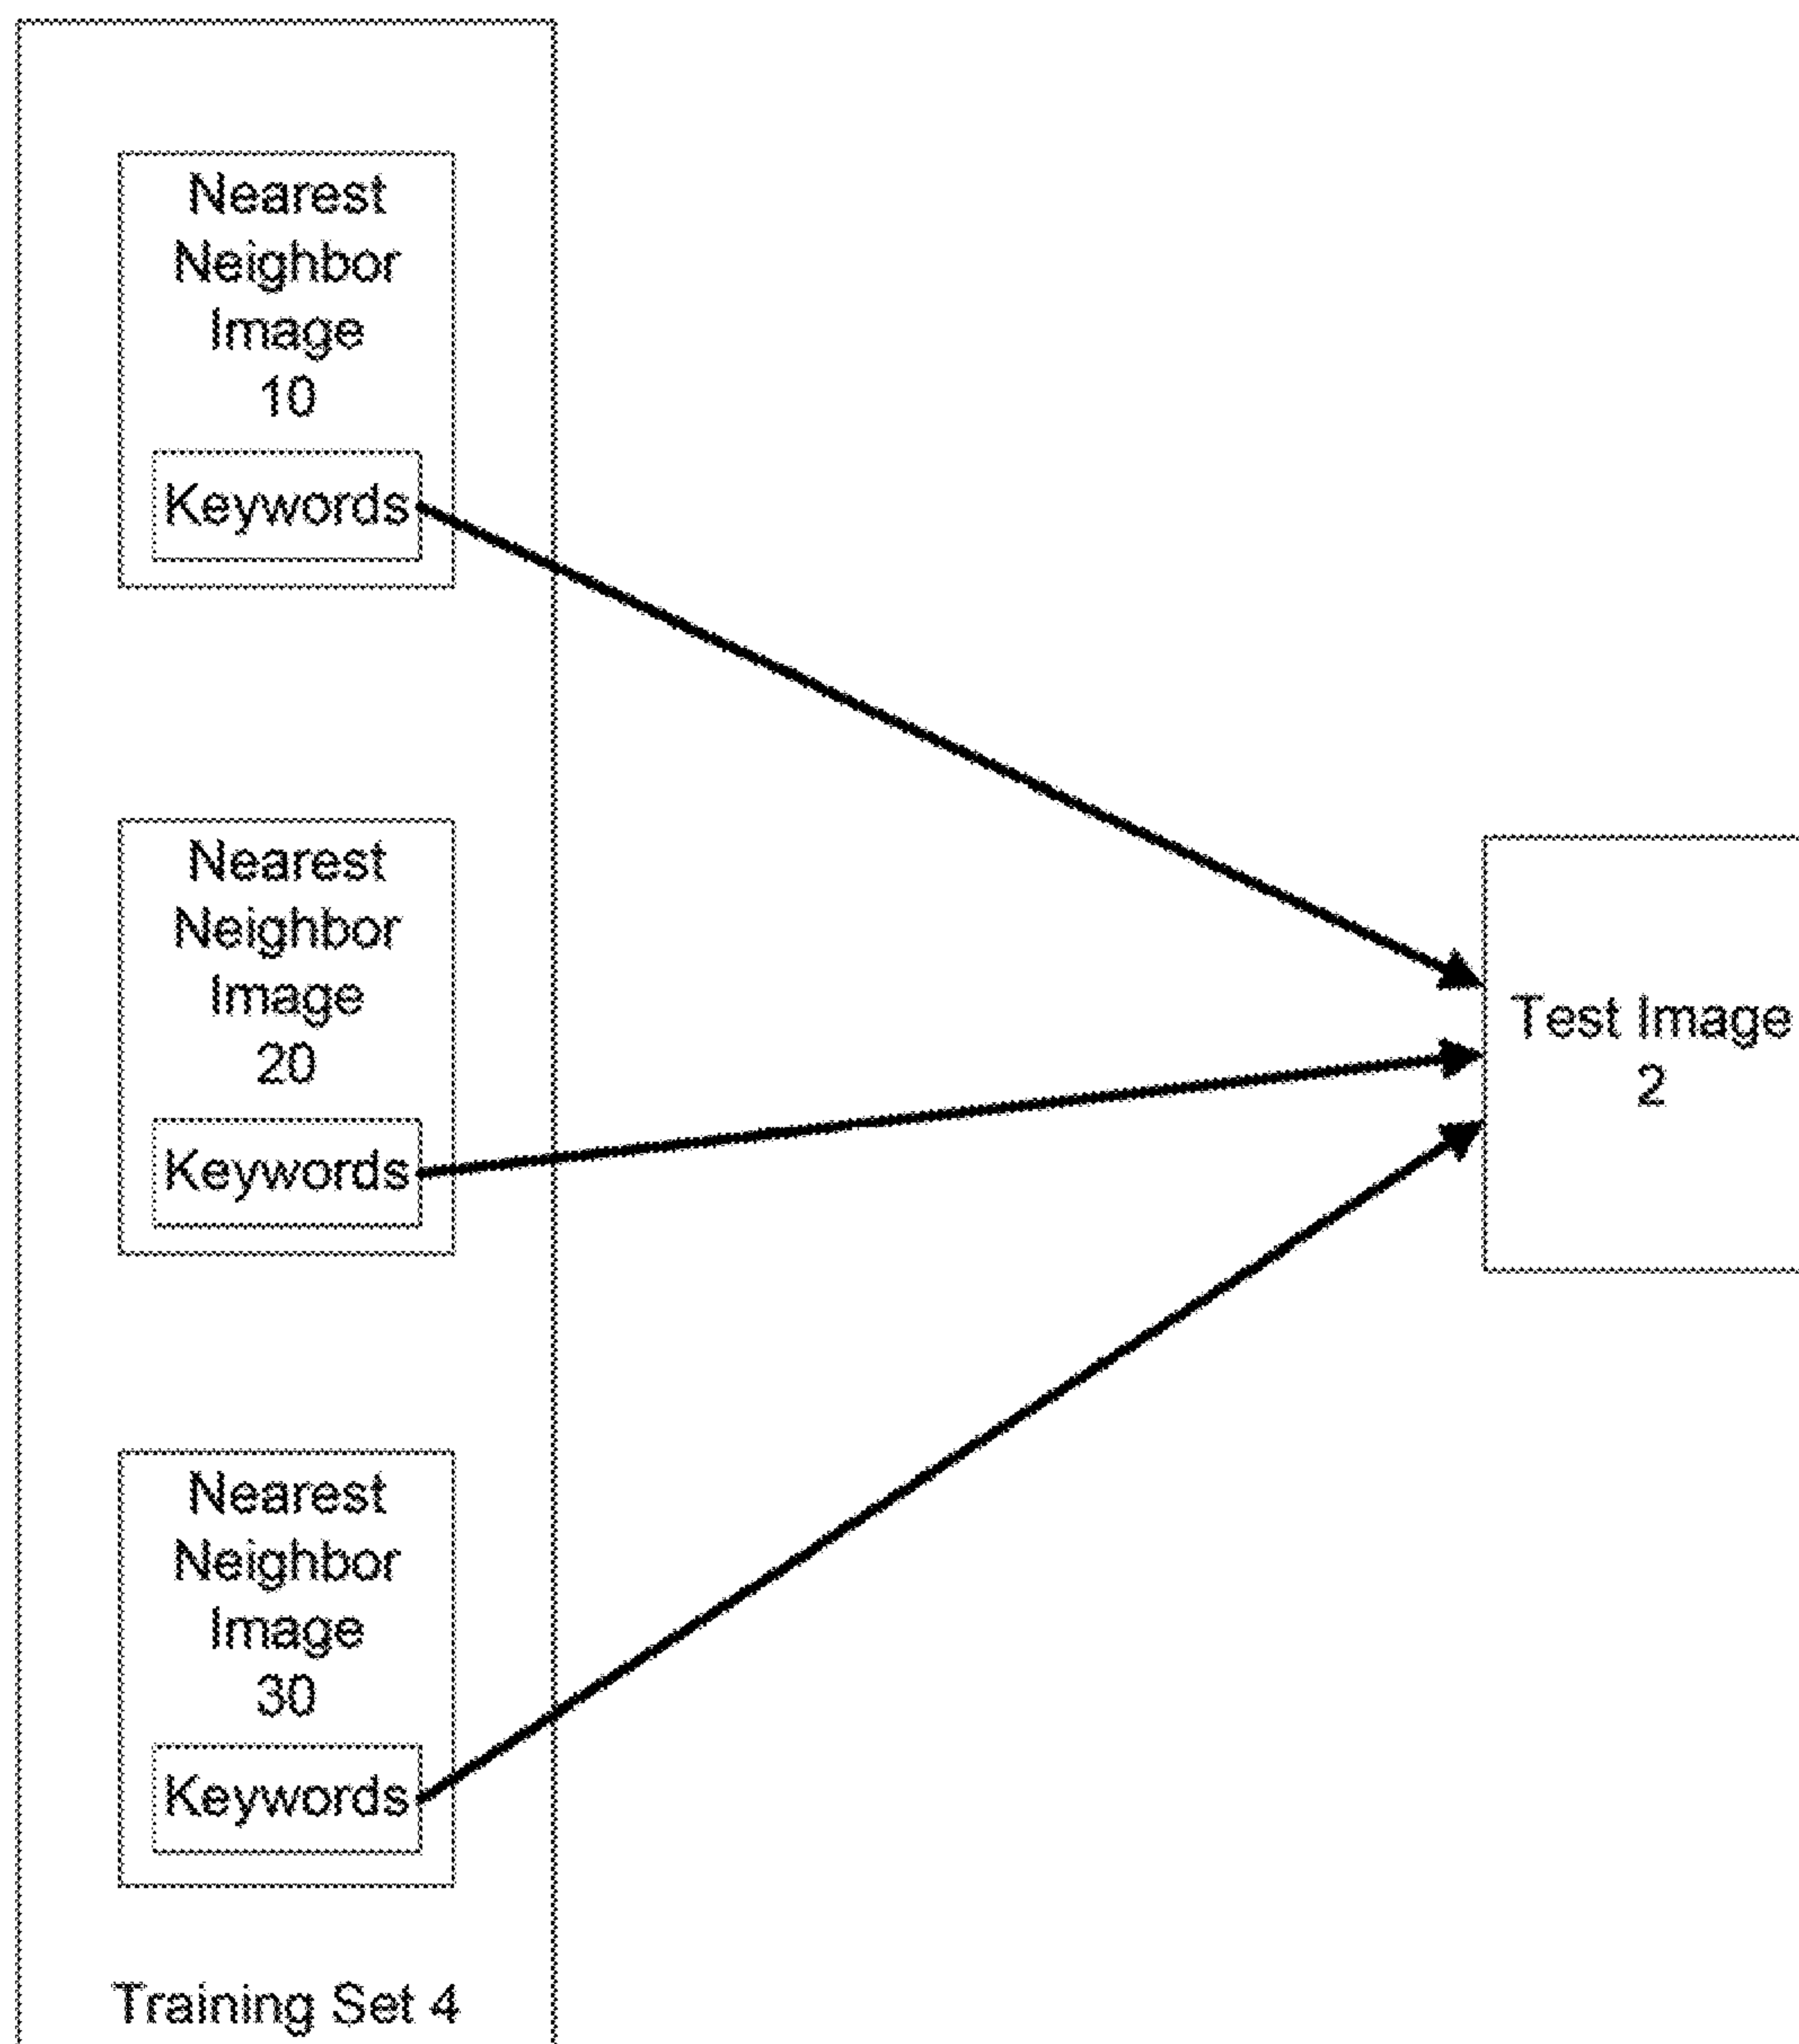 Nearest
Neighbor
Image
10
Keywords
Nearest
Neighbor
Image
20
Keywords
Nearest
Neighbor
Image
30
Keywords
Training Set 4
Test Image
2